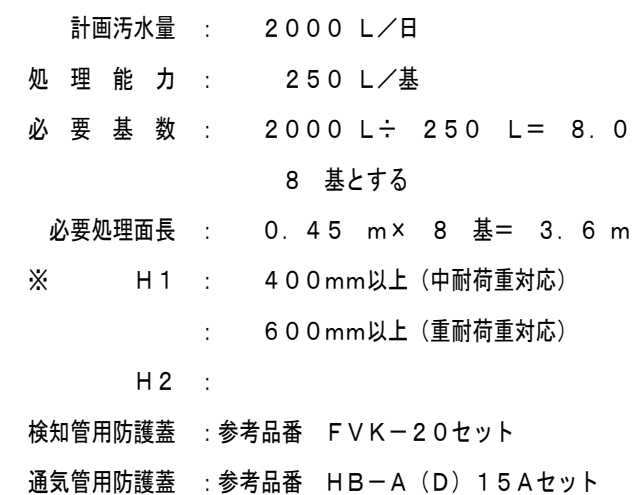 計画汚水量 ： ２０００ Ｌ／日
処理能力 ： ２５０ Ｌ／基
必要基数 ： ２０００ Ｌ÷ ２５０ Ｌ＝ ８．０
８ 基とする
必要処理面長 ： ０．４５ ｍ× ８ 基＝ ３．６ ｍ
※ Ｈ１ ： ４００mm以上（中耐荷重対応）
： ６００mm以上（重耐荷重対応）
Ｈ２ ：
検知管用防護蓋 ：参考品番 ＦＶＫ－２０セット
通気管用防護蓋 ：参考品番 ＨＢ－Ａ（Ｄ）１５Ａセット